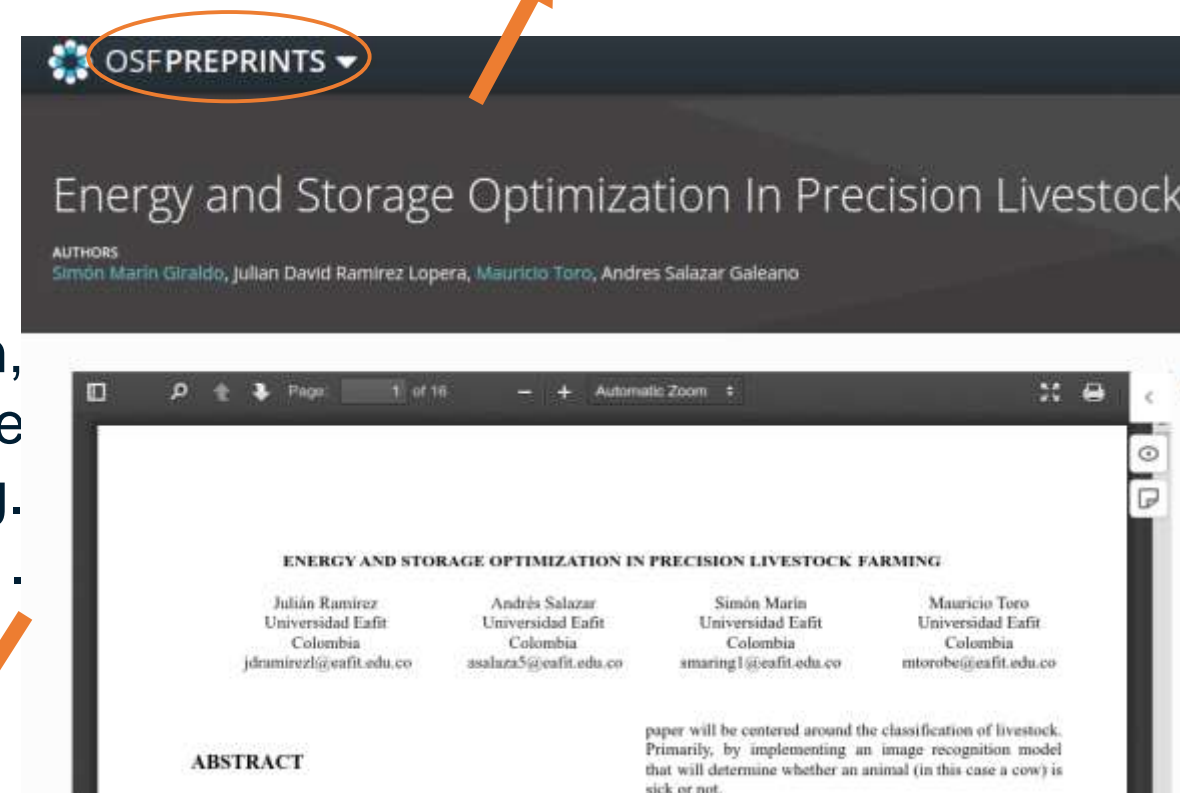 OSFPREPRINTS
Energy and Storage Optimization In Precision Livestock
AUTHORS
Simón Marín Giraldo, Julian David Ramirez Lopera, Mauricio Toro, Andres Salazar Galeano
,
e
g.
.
Page: 1 of 16 − + Automatic Zoom
ENERGY AND STORAGE OPTIMIZATION IN PRECISION LIVESTOCK FARMING
Julián Ramírez Andrés Salazar Simón Marín Mauricio Toro
Universidad Eafit Universidad Eafit Universidad Eafit Universidad Eafit
Colombia Colombia Colombia Colombia
jdramirezl@eafit.edu.co asalaza5@eafit.edu.co smaring1@eafit.edu.co mtorobe@eafit.edu.co
ABSTRACT
paper will be centered around the classification of livestock.
Primarily, by implementing an image recognition model
that will determine whether an animal (in this case a cow) is
sick or not.